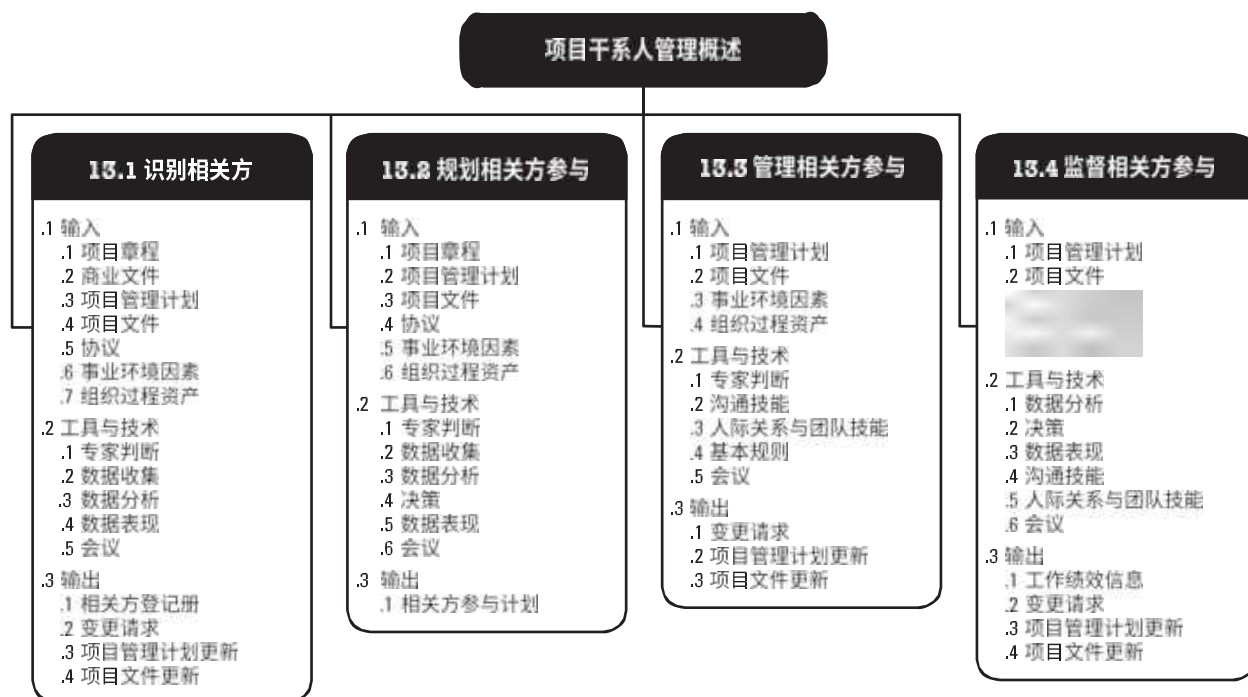 项目干系人管理概述
13.1 识别相关方
.1 输入
.1 项目章程
.2 商业文件
.3 项目管理计划
.4 项目文件
.5 协议
.6 事业环境因素
.7 组织过程资产
.2 工具与技术
.1 专家判断
.2 数据收集
.3 数据分析
.4 数据表现
.5 会议
.3 输出
.1 相关方登记册
.2 变更请求
.3 项目管理计划更新
.4 项目文件更新
13.2 规划相关方参与
.1 输入
.1 项目章程
.2 项目管理计划
.3 项目文件
.4 协议
.5 事业环境因素
.6 组织过程资产
.2 工具与技术
.1 专家判断
.2 数据收集
.3 数据分析
.4 决策
.5 数据表现
.6 会议
.3 输出
.1 相关方参与计划
13.3 管理相关方参与
.1 输入
.1 项目管理计划
.2 项目文件
.3 事业环境因素
.4 组织过程资产
.2 工具与技术
.1 专家判断
.2 沟通技能
.3 人际关系与团队技能
.4 基本规则
.5 会议
.3 输出
.1 变更请求
.2 项目管理计划更新
.3 项目文件更新
13.4 监督相关方参与
.1 输入
.1 项目管理计划
.2 项目文件
.2 工具与技术
.1 数据分析
.2 决策
.3 数据表现
.4 沟通技能
.5 人际关系与团队技能
.6 会议
.3 输出
.1 工作绩效信息
.2 变更请求
.3 项目管理计划更新
.4 项目文件更新